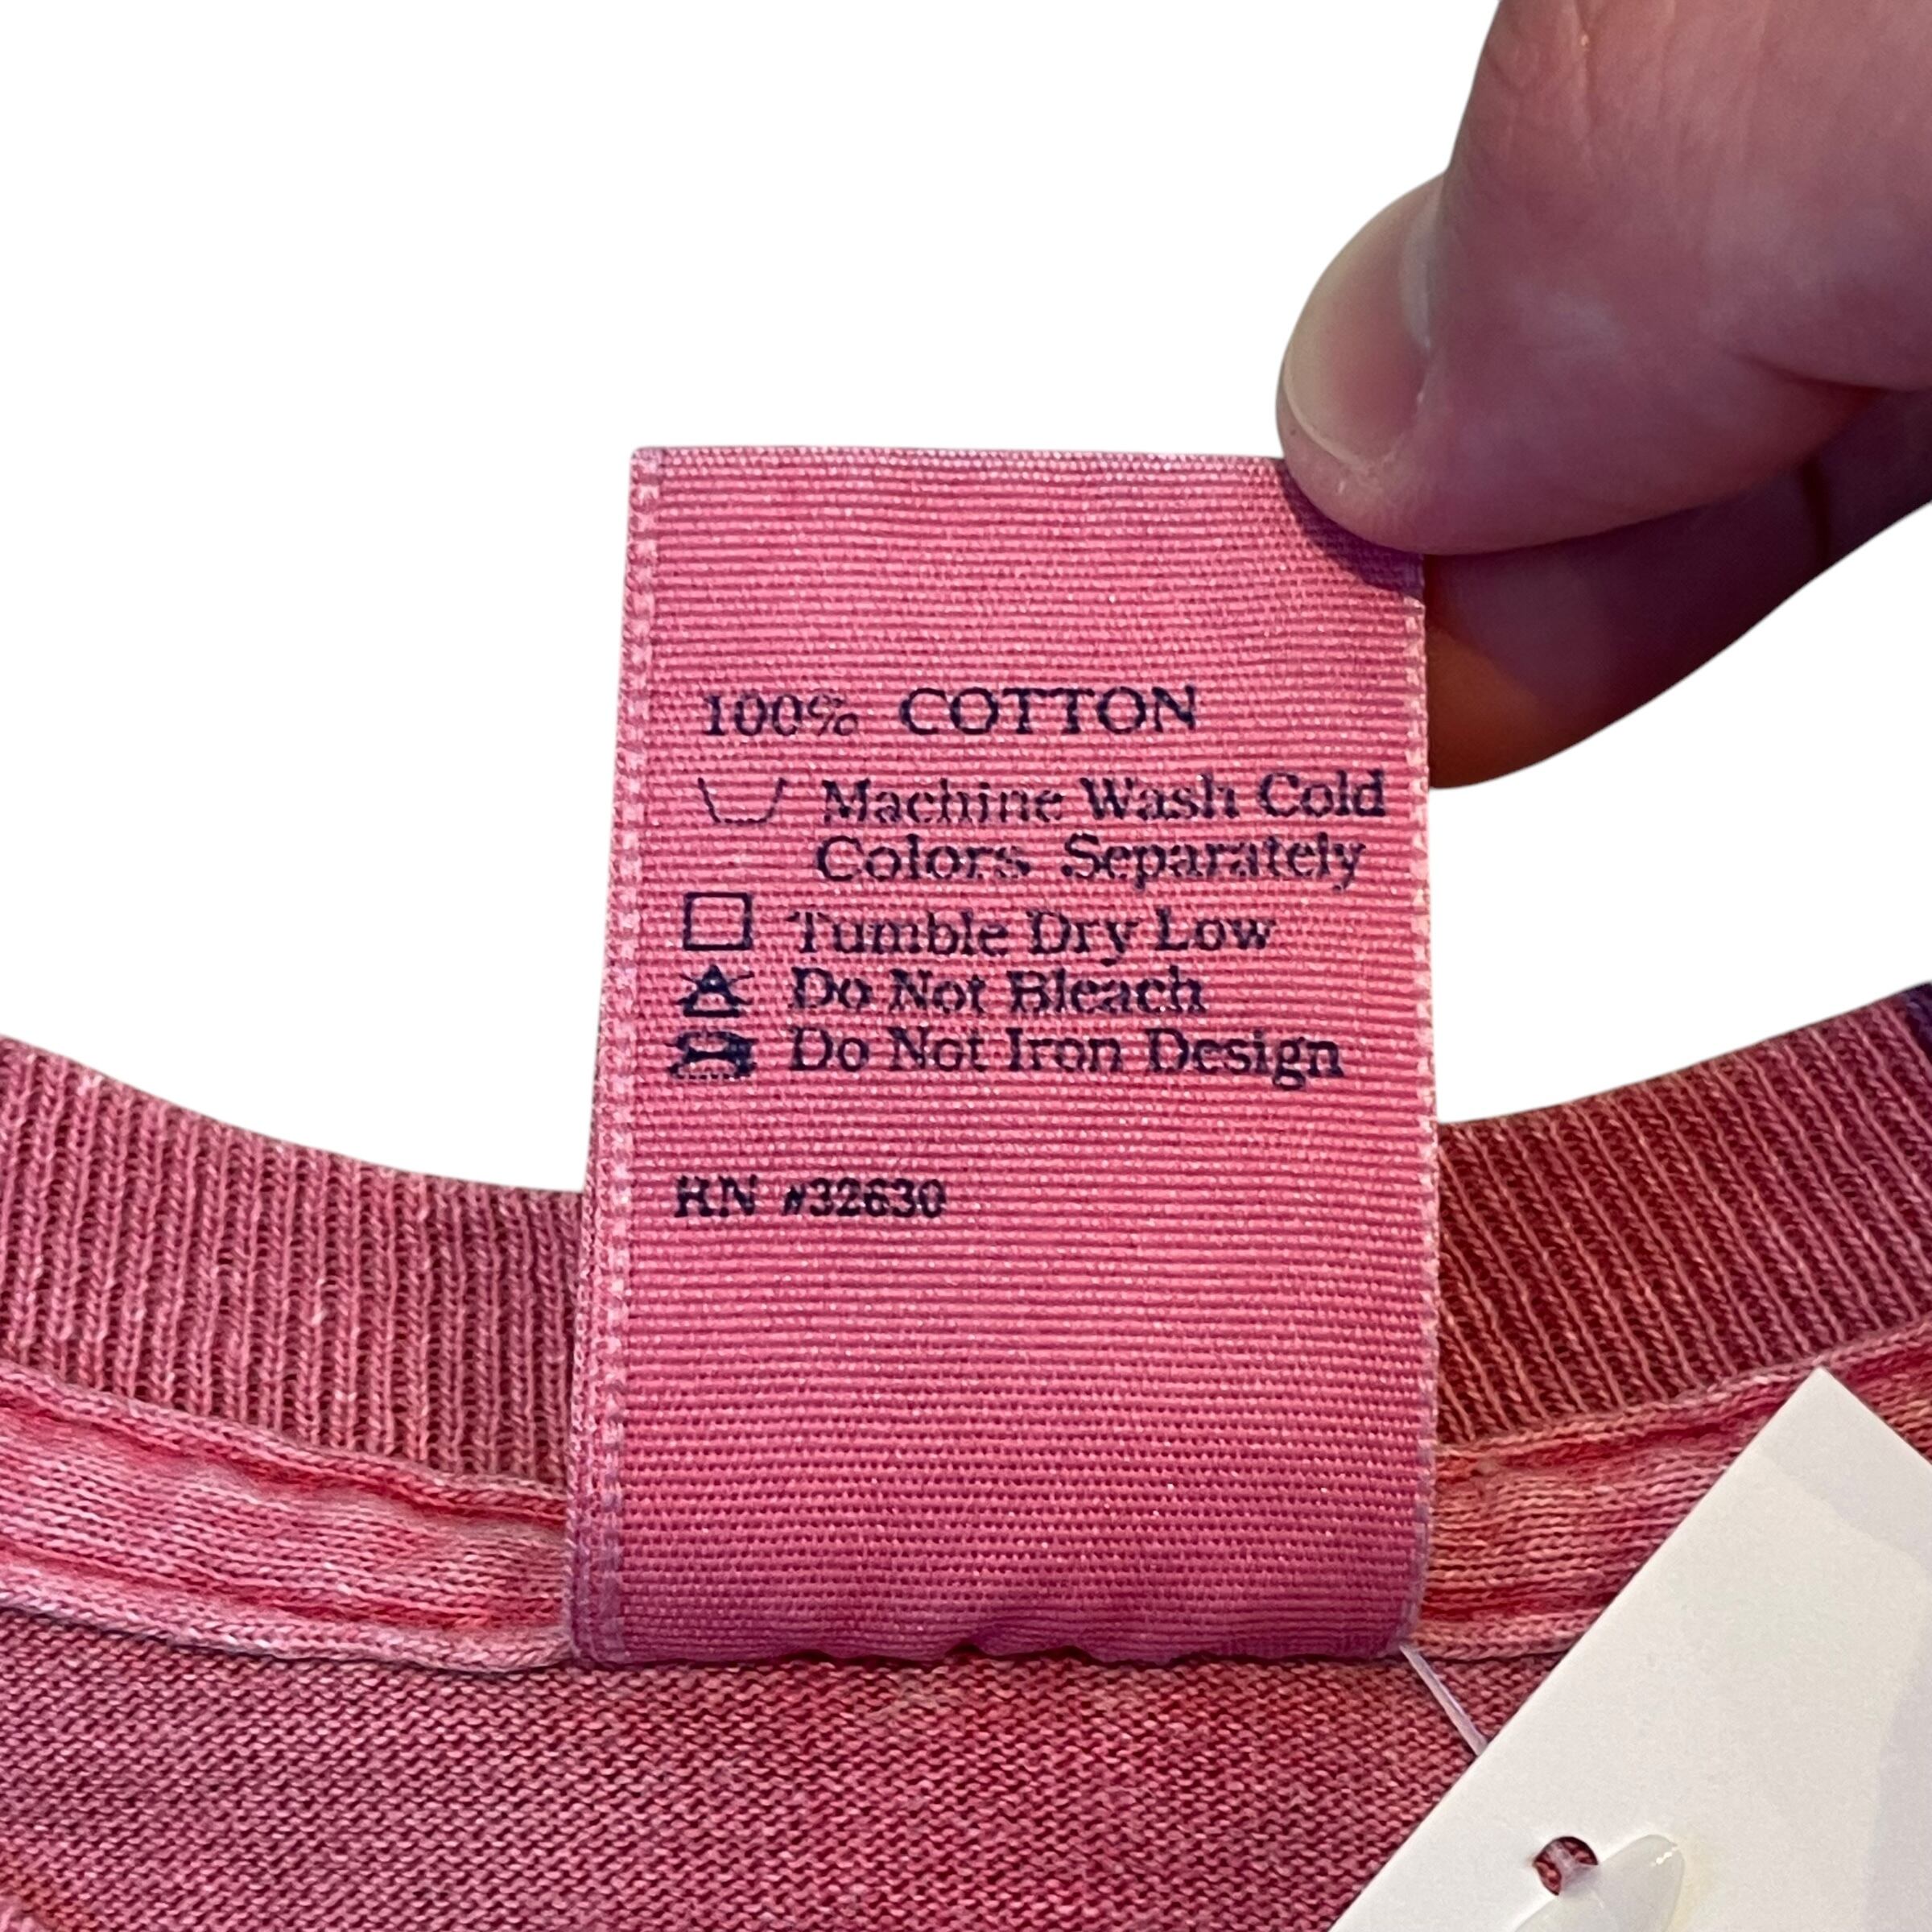 100% COTTON
Machine Wash Cold
Colors Separately
Tumble Dry Low
Do Not Bleach
Do Not Iron Design
RN #32630